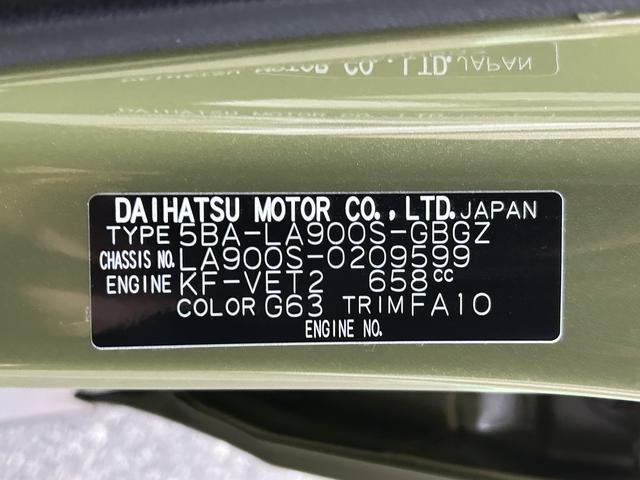 DAIHATSU MOTOR CO., LTD. JAPAN
TYPE 5BA-LA900S-GBGZ
CHASSIS NO. LA900S-0209599
ENGINE KF-VET2 658cc
COLOR G63 TRIM FA10
ENGINE NO.